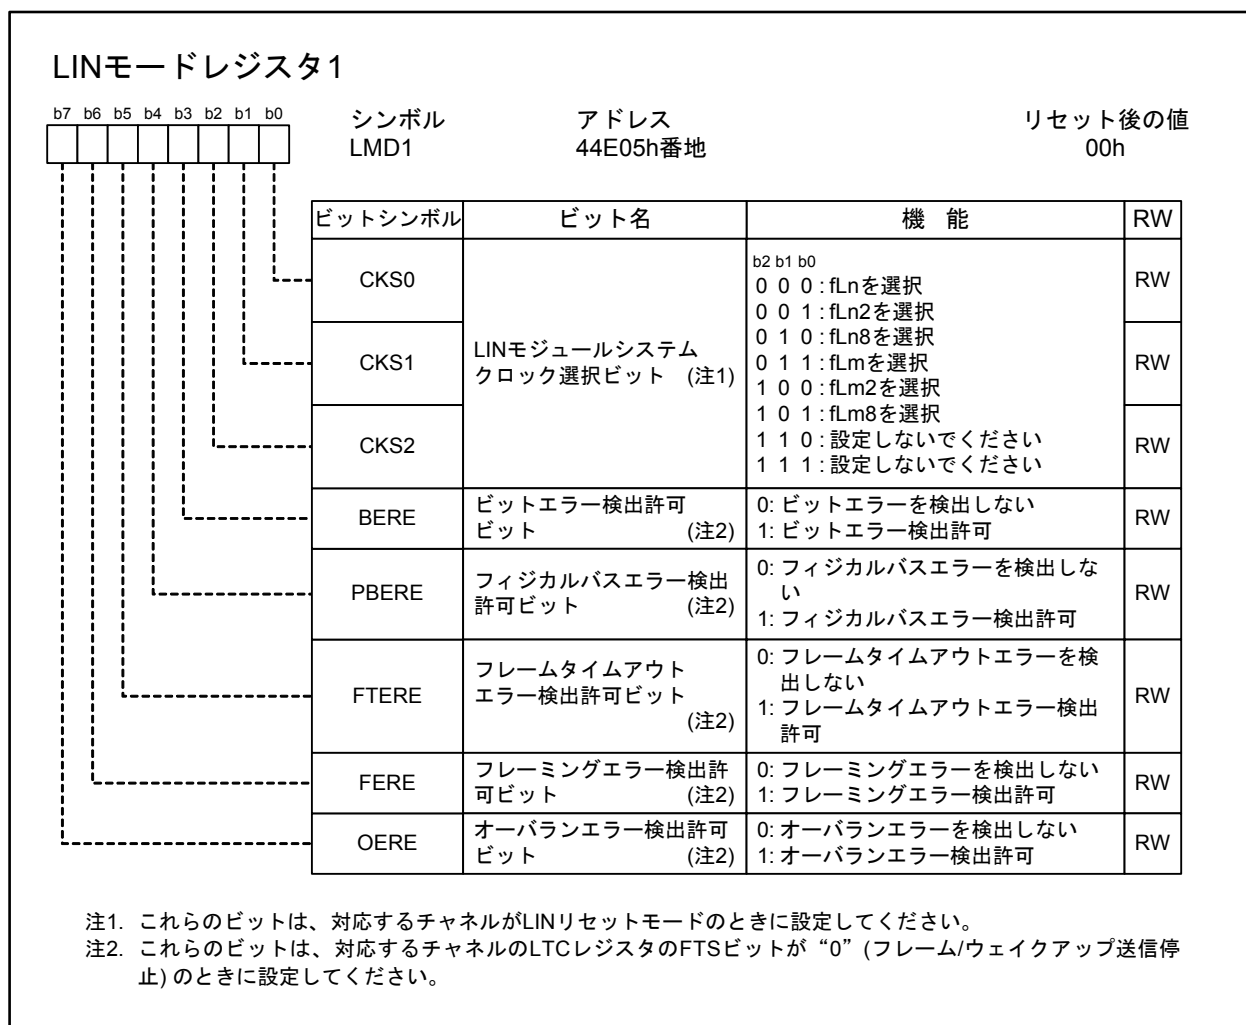 LINモードレジスタ1
b7 b6 b5 b4 b3 b2 b1 b0
シンボル アドレス リセット後の値
LMD1 44E05h番地 00h
ビットシンボル ビット名 機 能 RW
CKS0
CKS1
CKS2
LINモジュールシステム
クロック選択ビット (注1)
b2 b1 b0
0 0 0 : fLnを選択
0 0 1 : fLn2を選択
0 1 0 : fLn8を選択
0 1 1 : fLmを選択
1 0 0 : fLm2を選択
1 0 1 : fLm8を選択
1 1 0 : 設定しないでください
1 1 1 : 設定しないでください
RW
RW
RW
BERE
ビットエラー検出許可
ビット (注2)
0: ビットエラーを検出しない
1: ビットエラー検出許可
RW
PBERE
フィジカルバスエラー検出
許可ビット (注2)
0: フィジカルバスエラーを検出しな
い
1: フィジカルバスエラー検出許可
RW
FTERE
フレームタイムアウト
エラー検出許可ビット
(注2)
0: フレームタイムアウトエラーを検
出しない
1: フレームタイムアウトエラー検出
許可
RW
FERE
フレーミングエラー検出許
可ビット (注2)
0: フレーミングエラーを検出しない
1: フレーミングエラー検出許可
RW
OERE
オーバランエラー検出許可
ビット (注2)
0: オーバランエラーを検出しない
1: オーバランエラー検出許可
RW
注1. これらのビットは、対応するチャネルがLINリセットモードのときに設定してください。
注2. これらのビットは、対応するチャネルのLTCレジスタのFTSビットが“0” (フレーム/ウェイクアップ送信停
止) のときに設定してください。